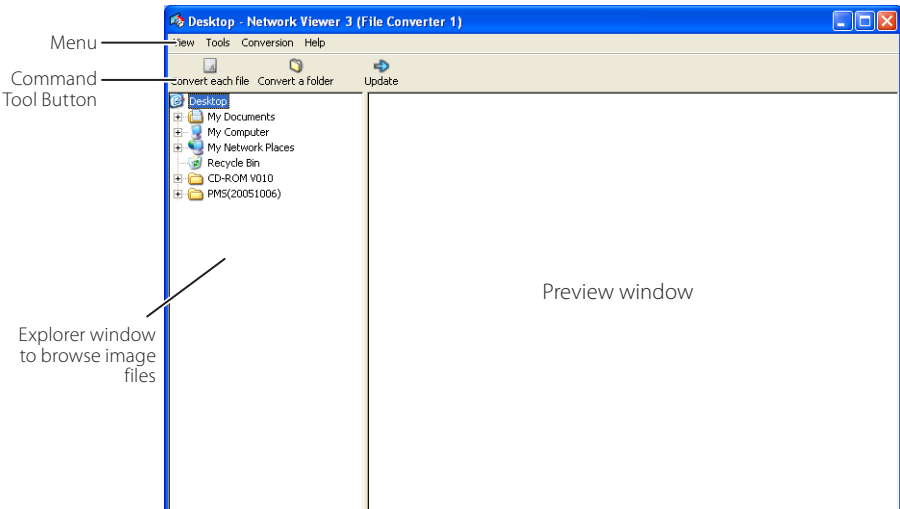 Desktop - Network Viewer 3 (File Converter 1)
Menu
View Tools Conversion Help
Command
Tool Button
Convert each file Convert a folder Update
Desktop
My Documents
My Computer
My Network Places
Recycle Bin
CD-ROM V010
PMS(20051006)
Preview window
Explorer window
to browse image
files